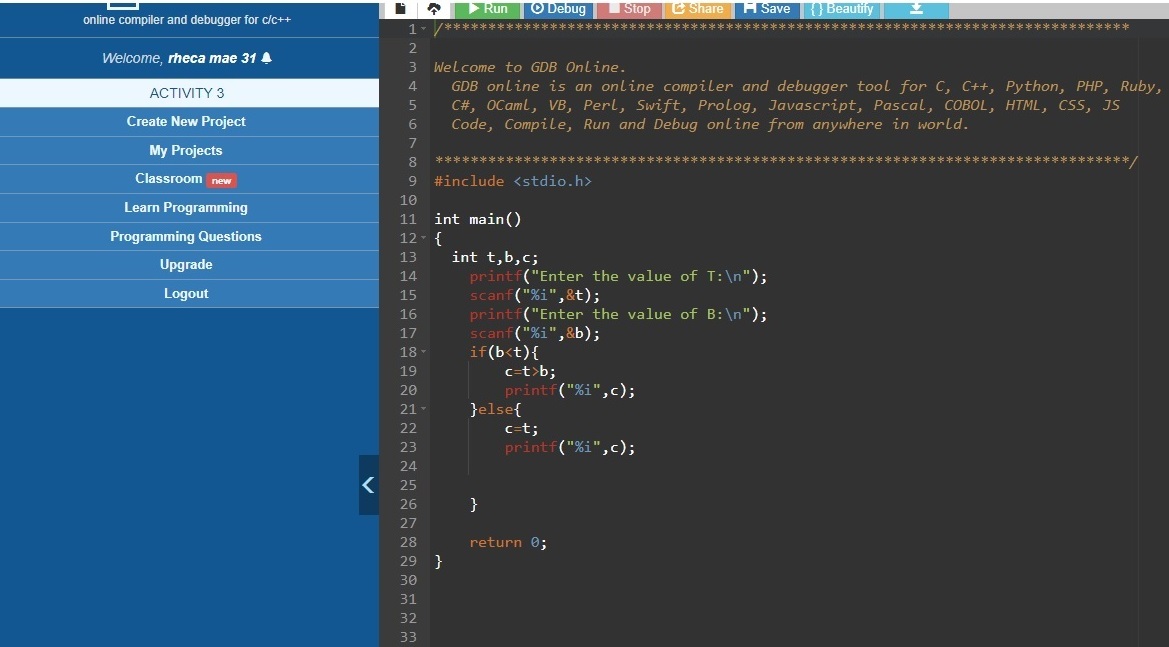 online compiler and debugger for c/c++
Welcome, rheca mae 31
ACTIVITY 3
Create New Project
My Projects
Classroom new
Learn Programming
Programming Questions
Upgrade
Logout
Run Debug Stop Share Save {} Beautify
1 /******************************************************************************
2
3 Welcome to GDB Online.
4 GDB online is an online compiler and debugger tool for C, C++, Python, PHP, Ruby,
5 C#, OCaml, VB, Perl, Swift, Prolog, Javascript, Pascal, COBOL, HTML, CSS, JS
6 Code, Compile, Run and Debug online from anywhere in world.
7
8 *******************************************************************************/
9 #include <stdio.h>
10
11 int main()
12 {
13 int t,b,c;
14 printf("Enter the value of T:\n");
15 scanf("%i",&t);
16 printf("Enter the value of B:\n");
17 scanf("%i",&b);
18 if(b<t){
19 c=t>b;
20 printf("%i",c);
21 }else{
22 c=t;
23 printf("%i",c);
24
25
26 }
27
28 return 0;
29 }
30
31
32
33